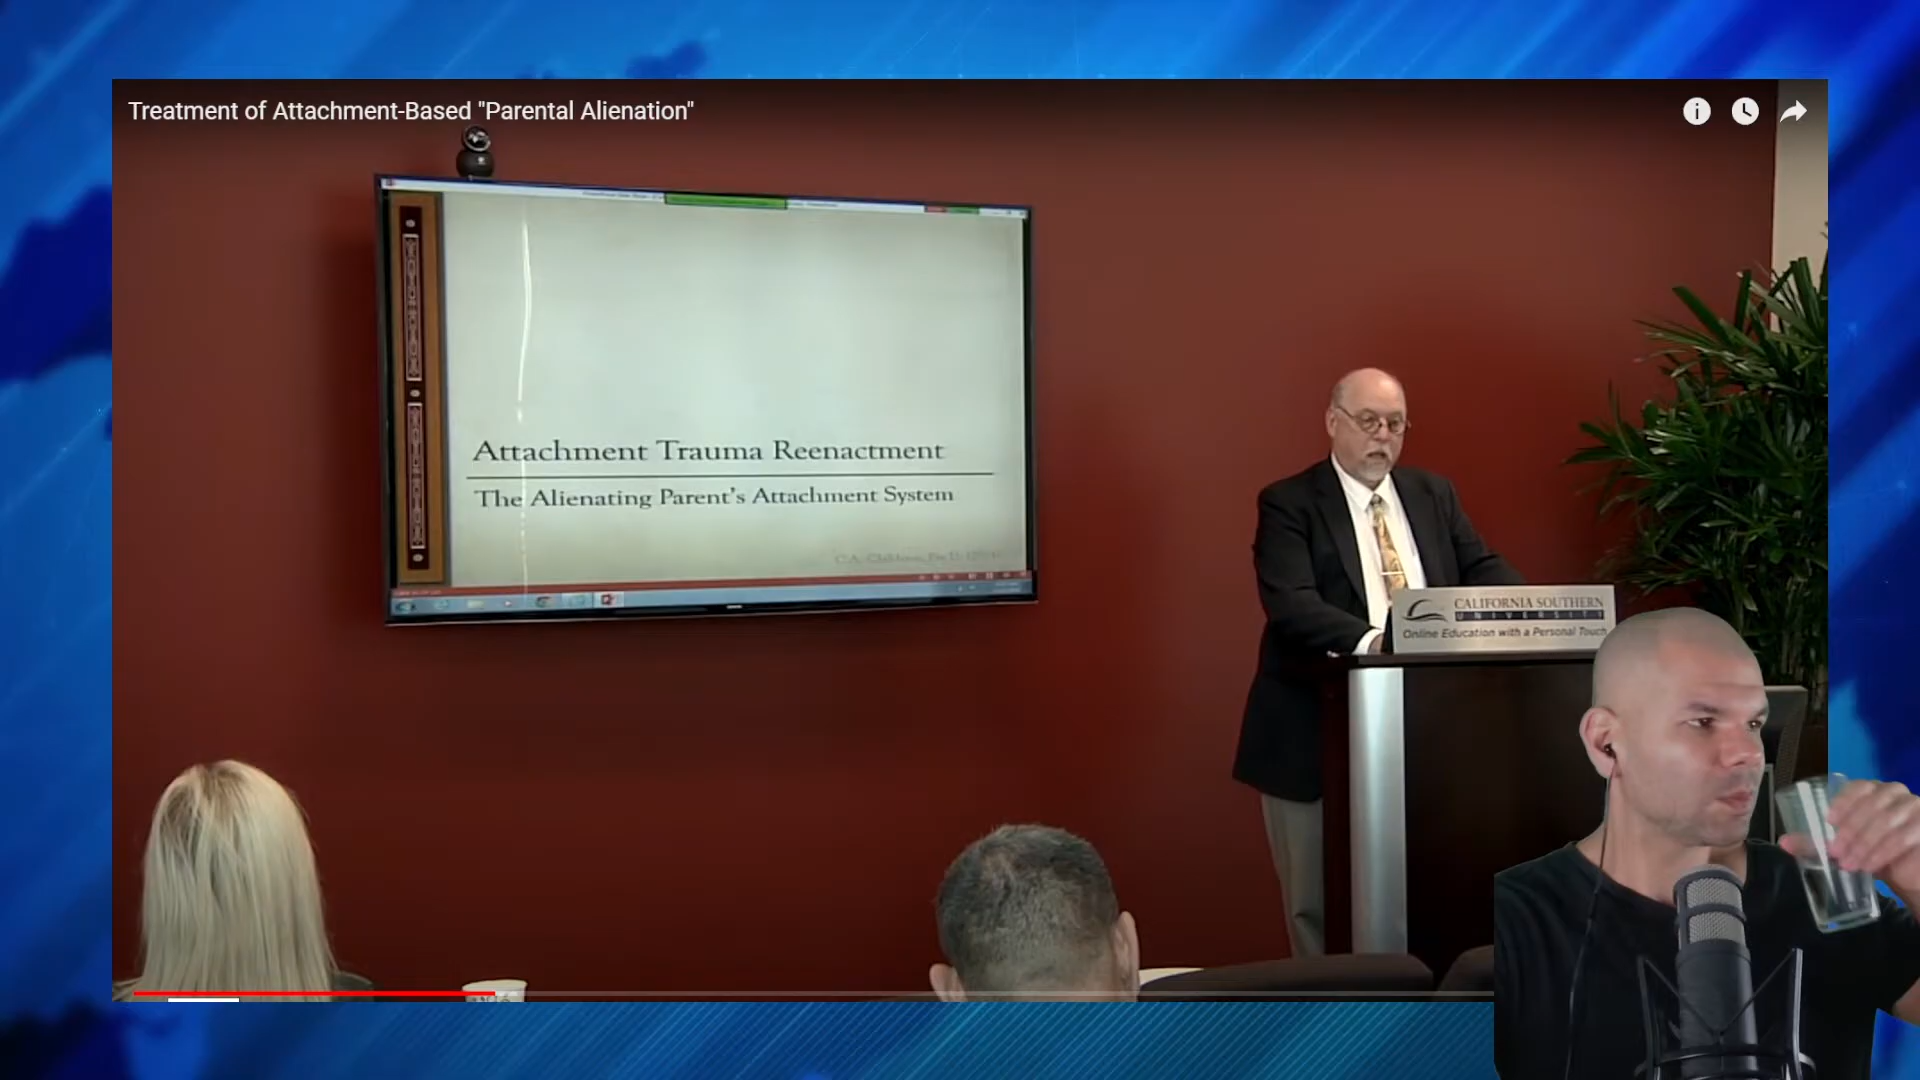 Treatment of Attachment-Based "Parental Alienation"
Attachment Trauma Reenactment
The Alienating Parent's Attachment System
CALIFORNIA SOUTHERN
UNIVERSITY
Online Education with a Personal Touch